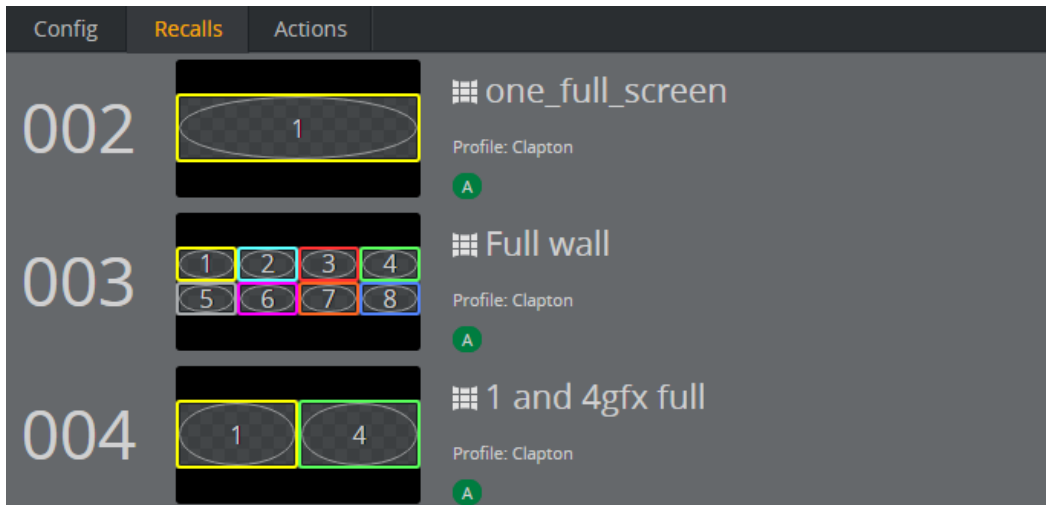 Config Recalls Actions
002
1
one_full_screen
Profile: Clapton
A
003
1 2 3 4
5 6 7 8
Full wall
Profile: Clapton
A
004
1 4
1 and 4gfx full
Profile: Clapton
A